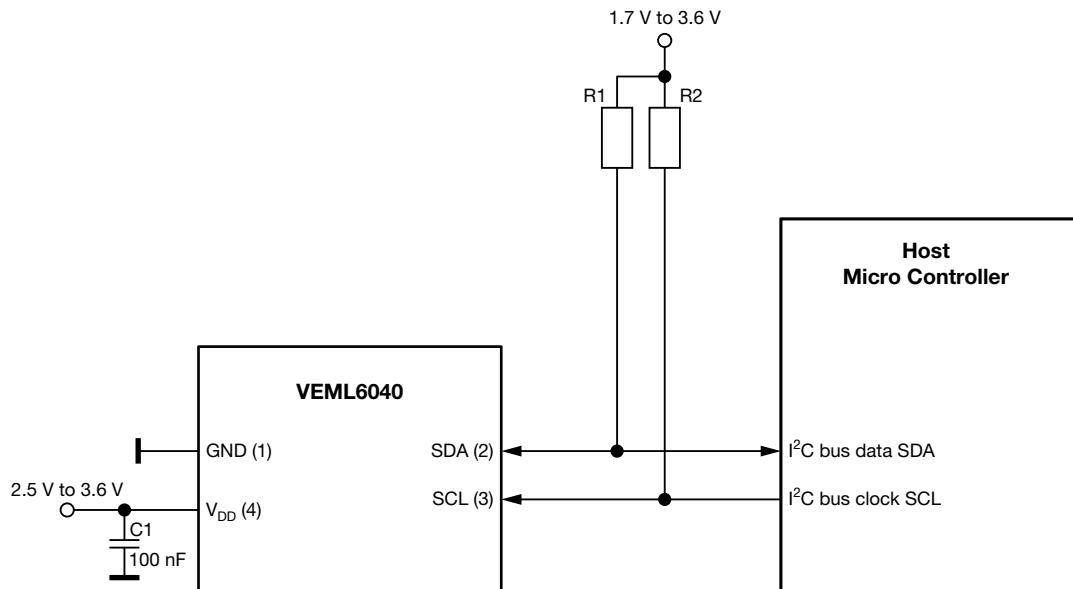 1.7 V to 3.6 V
R1
R2
Host
Micro Controller
VEML6040
GND (1)
SDA (2)
I²C bus data SDA
2.5 V to 3.6 V
V_DD (4)
SCL (3)
I²C bus clock SCL
C1
100 nF